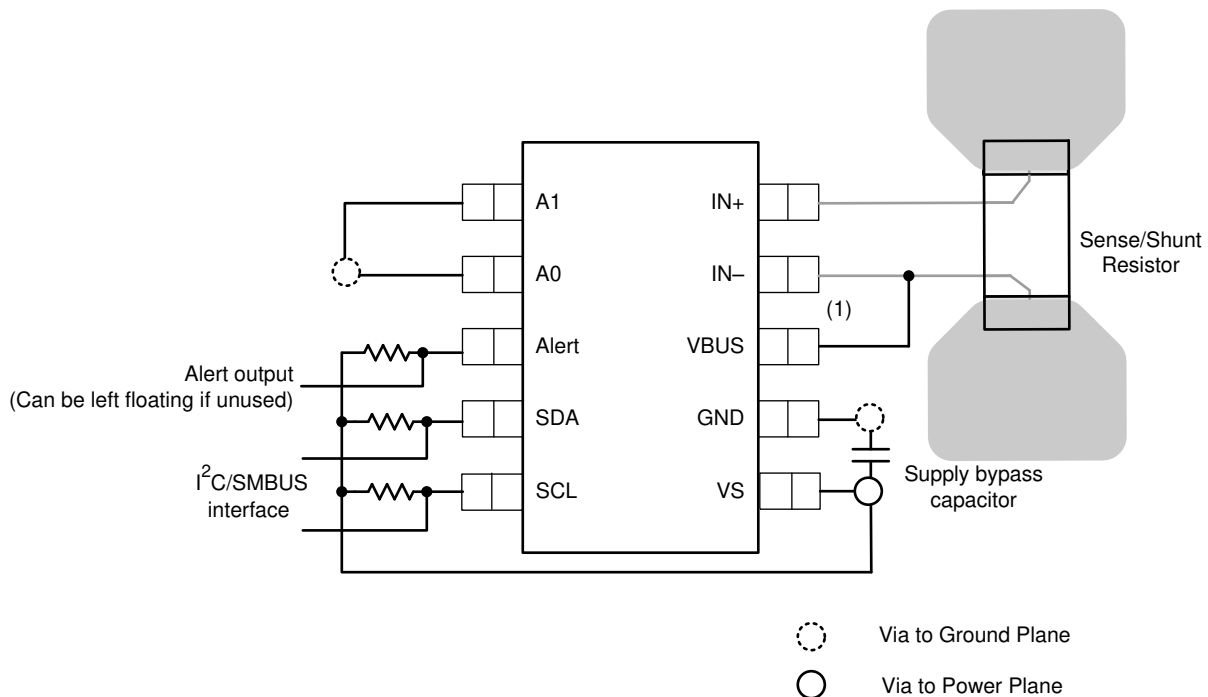 A1
A0
Alert
SDA
SCL
IN+
IN–
VBUS
GND
VS
(1)
Sense/Shunt
Resistor
Alert output
(Can be left floating if unused)
I²C/SMBUS
interface
Supply bypass
capacitor
Via to Ground Plane
Via to Power Plane